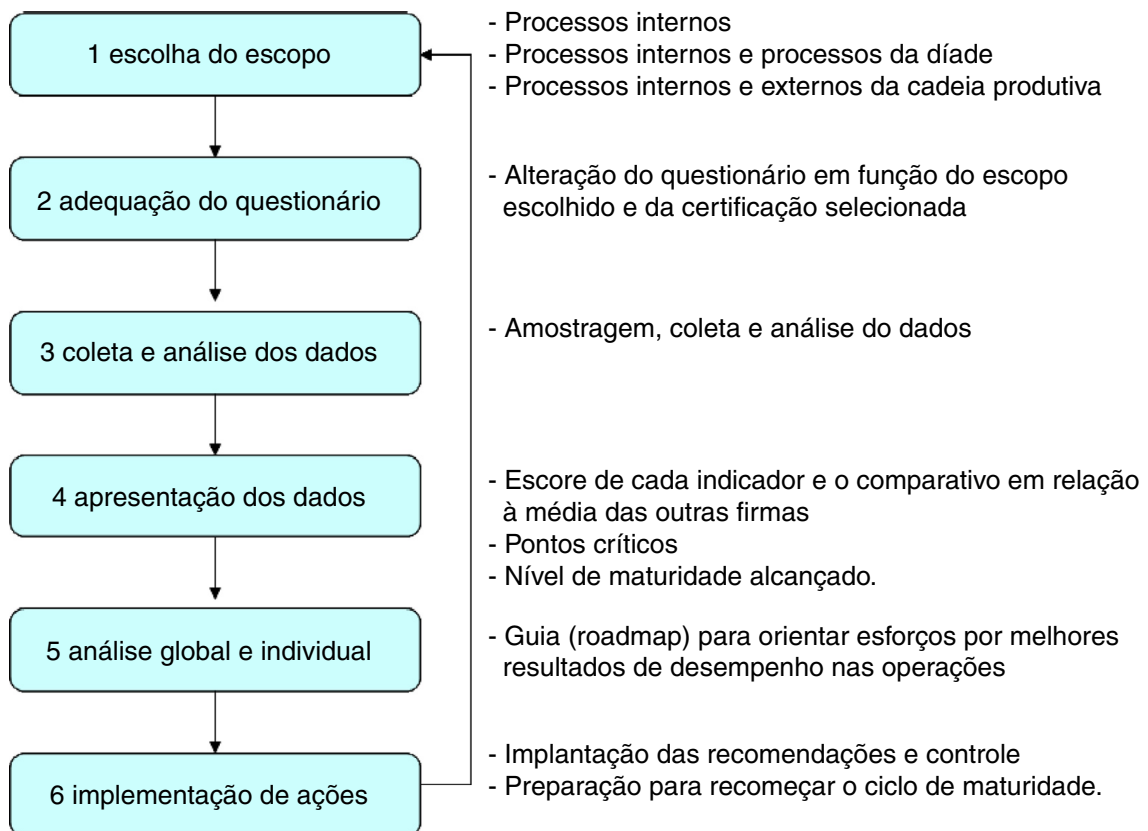 1 escolha do escopo
- Processos internos
- Processos internos e processos da díade
- Processos internos e externos da cadeia produtiva
2 adequação do questionário
- Alteração do questionário em função do escopo
escolhido e da certificação selecionada
3 coleta e análise dos dados
- Amostragem, coleta e análise do dados
4 apresentação dos dados
- Escore de cada indicador e o comparativo em relação
à média das outras firmas
- Pontos críticos
- Nível de maturidade alcançado.
5 análise global e individual
- Guia (roadmap) para orientar esforços por melhores
resultados de desempenho nas operações
6 implementação de ações
- Implantação das recomendações e controle
- Preparação para recomeçar o ciclo de maturidade.